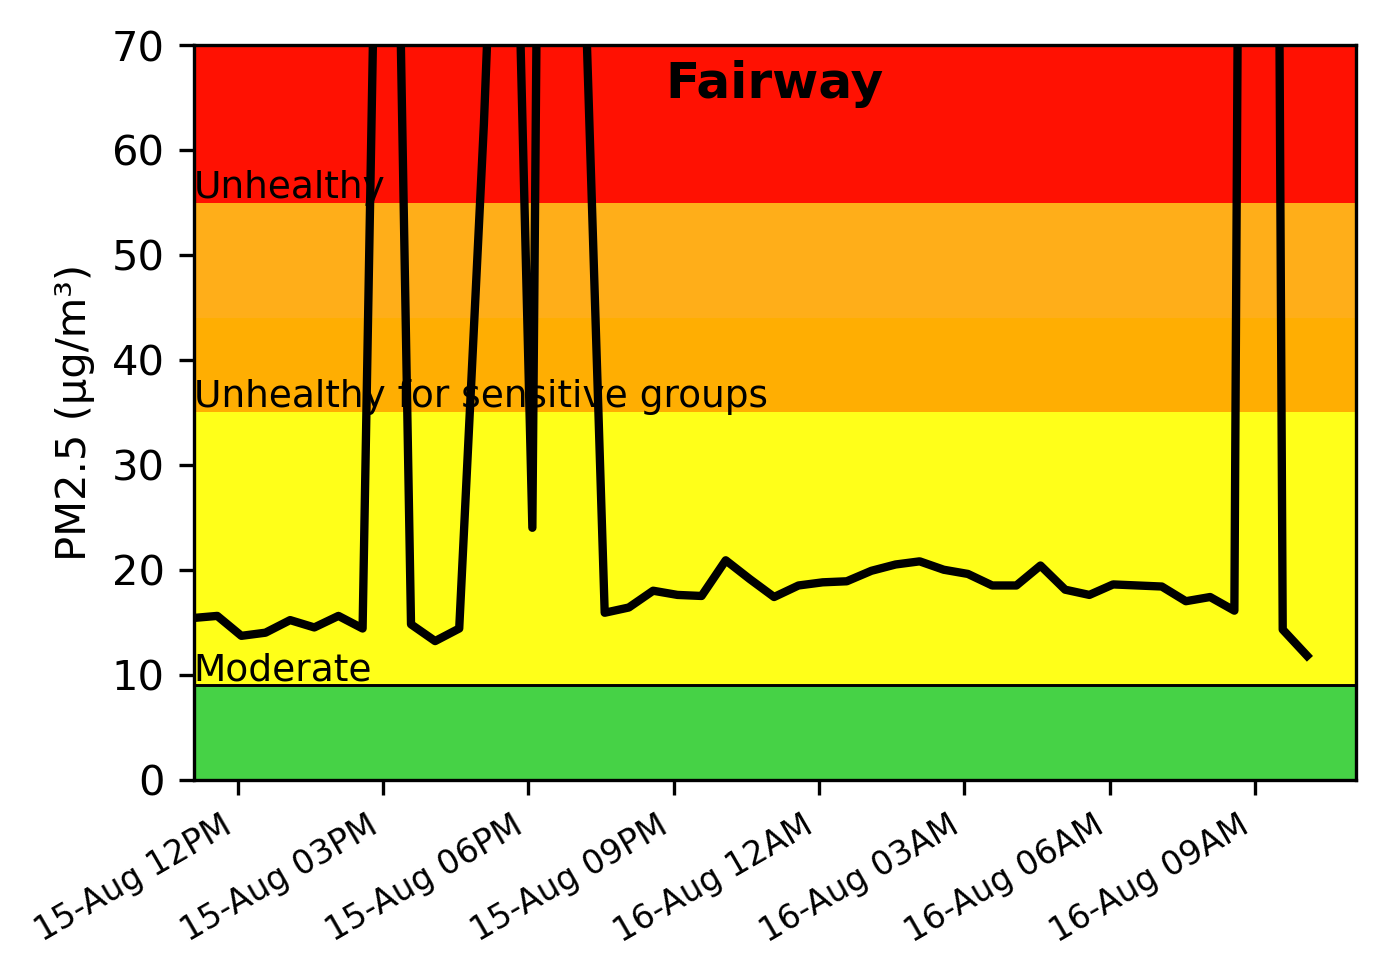 Fairway
PM2.5 (µg/m³)
70
60
50
40
30
20
10
0
Unhealthy
Unhealthy for sensitive groups
Moderate
15-Aug 12PM
15-Aug 03PM
15-Aug 06PM
15-Aug 09PM
16-Aug 12AM
16-Aug 03AM
16-Aug 06AM
16-Aug 09AM